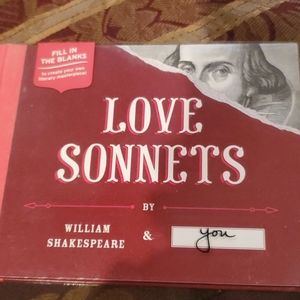 FILL IN
THE BLANKS
to create your own
literary masterpiece!
LOVE
SONNETS
BY
WILLIAM
SHAKESPEARE & you